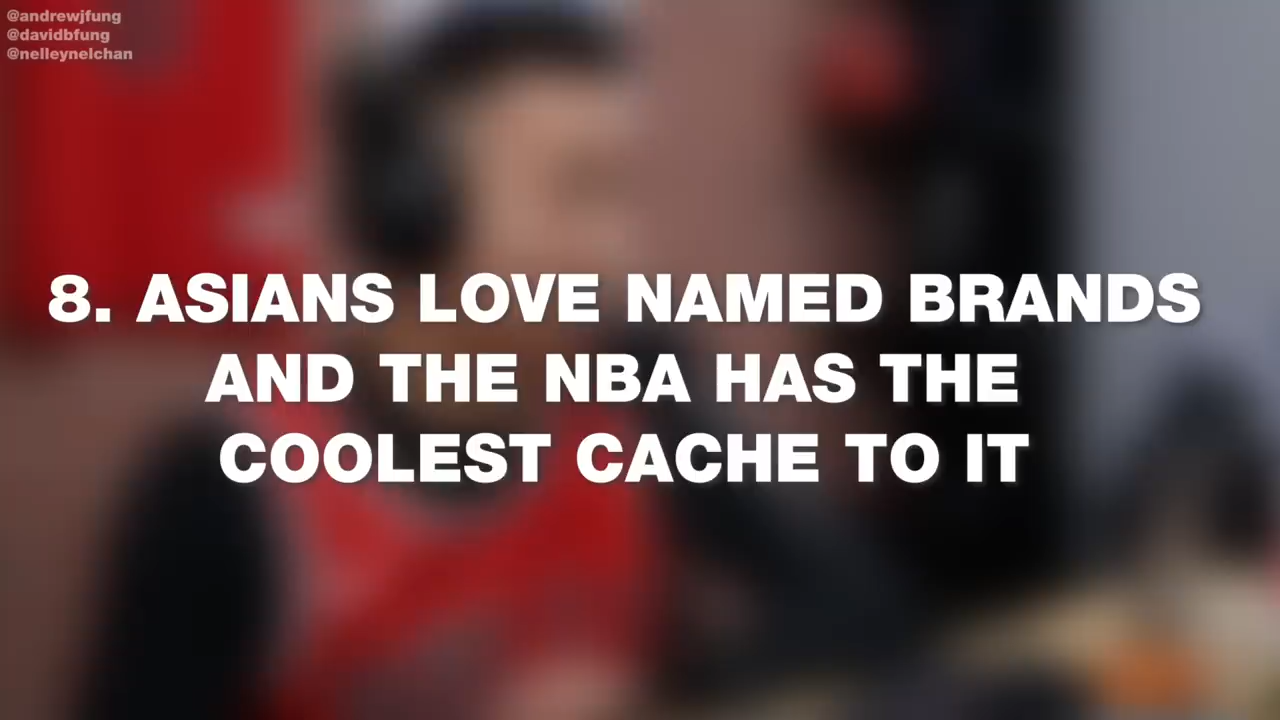 @andrewjfung
@davidbfung
@nelleynelchan
8. ASIANS LOVE NAMED BRANDS
AND THE NBA HAS THE
COOLEST CACHE TO IT